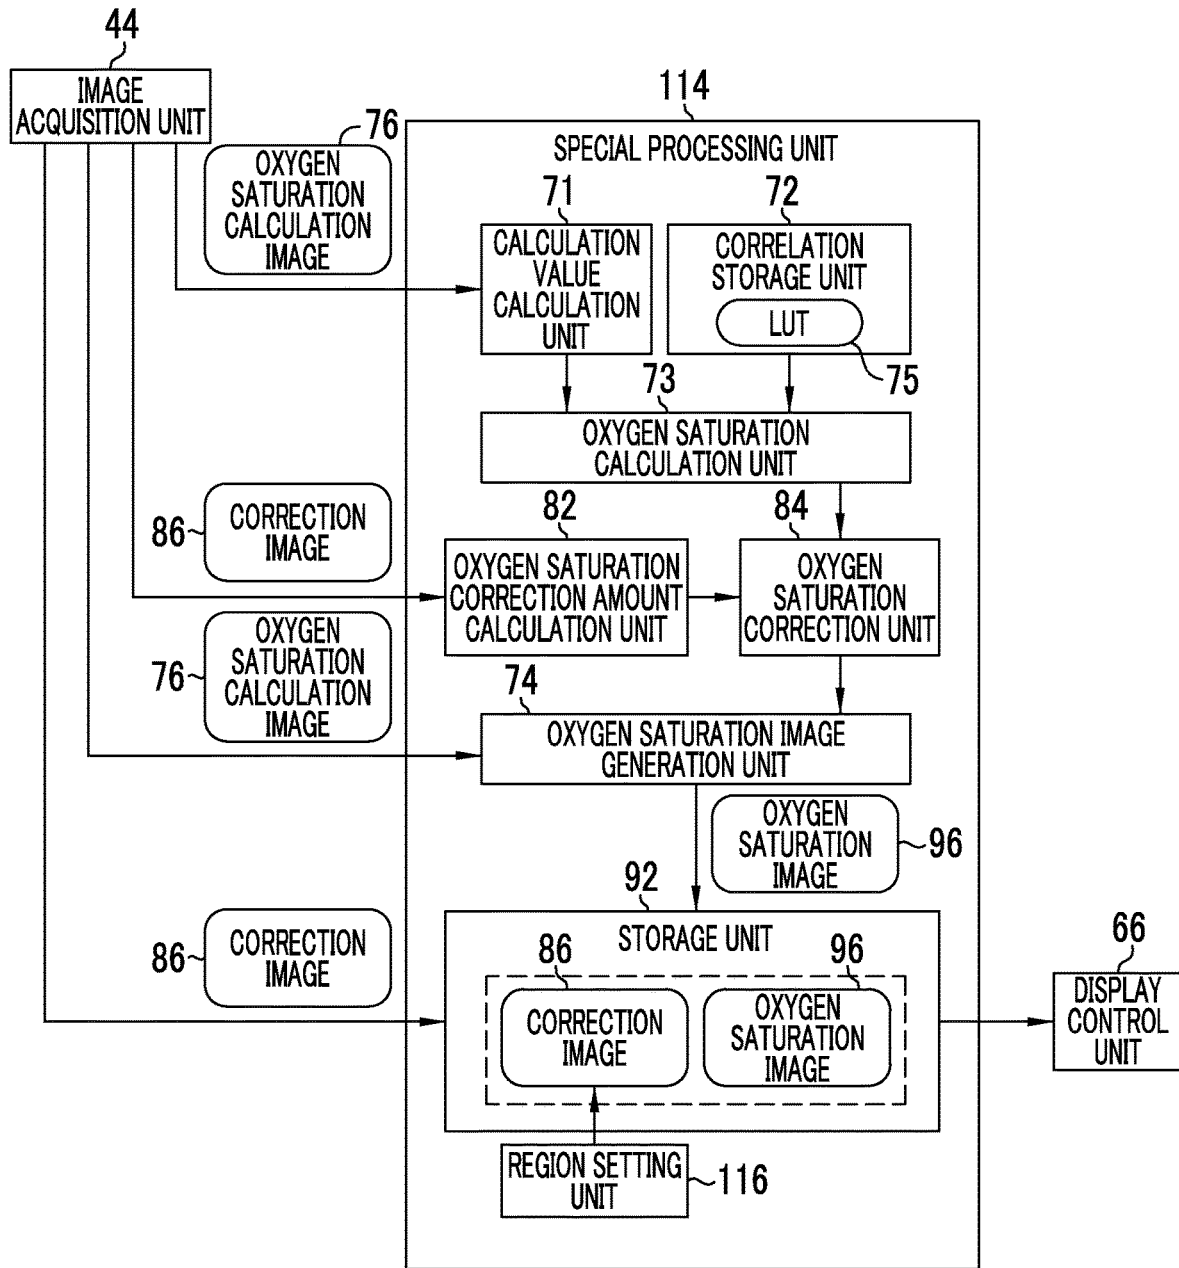 44
IMAGE
ACQUISITION UNIT
114
SPECIAL PROCESSING UNIT
76
OXYGEN
SATURATION
CALCULATION
IMAGE
71
CALCULATION
VALUE
CALCULATION
UNIT
72
CORRELATION
STORAGE UNIT
LUT
75
73
OXYGEN SATURATION
CALCULATION UNIT
86
CORRECTION
IMAGE
82
OXYGEN SATURATION
CORRECTION AMOUNT
CALCULATION UNIT
84
OXYGEN
SATURATION
CORRECTION UNIT
76
OXYGEN
SATURATION
CALCULATION
IMAGE
74
OXYGEN SATURATION IMAGE
GENERATION UNIT
OXYGEN
SATURATION
IMAGE
96
92
STORAGE UNIT
86
CORRECTION
IMAGE
86
CORRECTION
IMAGE
96
OXYGEN
SATURATION
IMAGE
66
DISPLAY
CONTROL
UNIT
REGION SETTING
UNIT
116